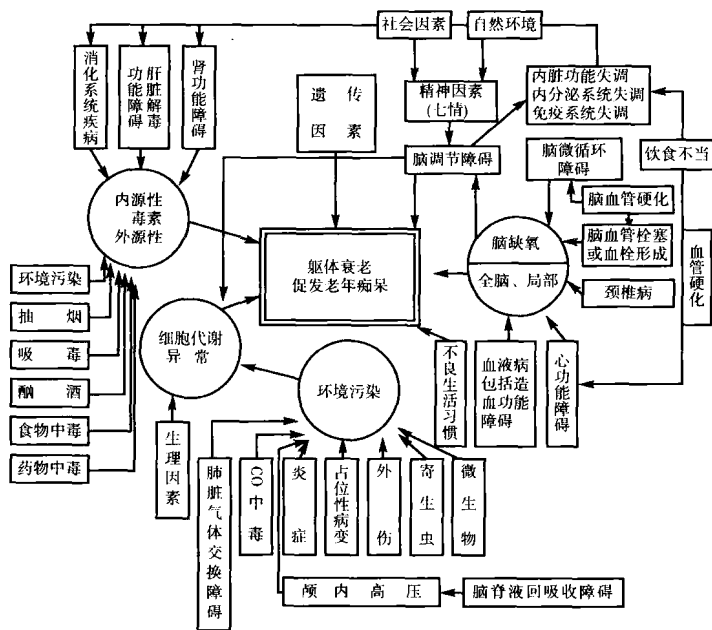 社会因素
自然环境
消化系统疾病
肝脏解毒
功能障碍
肾功能障碍
遗传
因素
精神因素
(七情)
内脏功能失调
内分泌系统失调
免疫系统失调
脑调节障碍
脑微循环
障碍
饮食不当
内源性
毒素
外源性
脑血管硬化
脑血管栓塞
或血栓形成
血管硬化
躯体衰老
促发老年痴呆
脑缺氧
全脑、局部
颈椎病
环境污染
抽烟
吸毒
酗酒
食物中毒
药物中毒
细胞代谢
异常
环境污染
不良生活习惯
血液病
包括造
血功能
障碍
心功能障碍
生理因素
肺脏气体交换障碍
CO中毒
炎症
占位性病变
外伤
寄生虫
微生物
颅内高压
脑脊液回吸收障碍